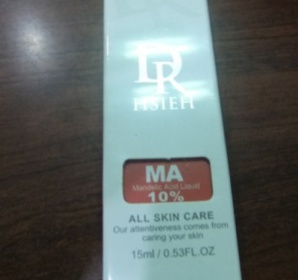 DR
HSIEH
MA
Mandelic Acid Liquid
10%
ALL SKIN CARE
Our attentiveness comes from
caring your skin
15ml / 0.53FL.OZ